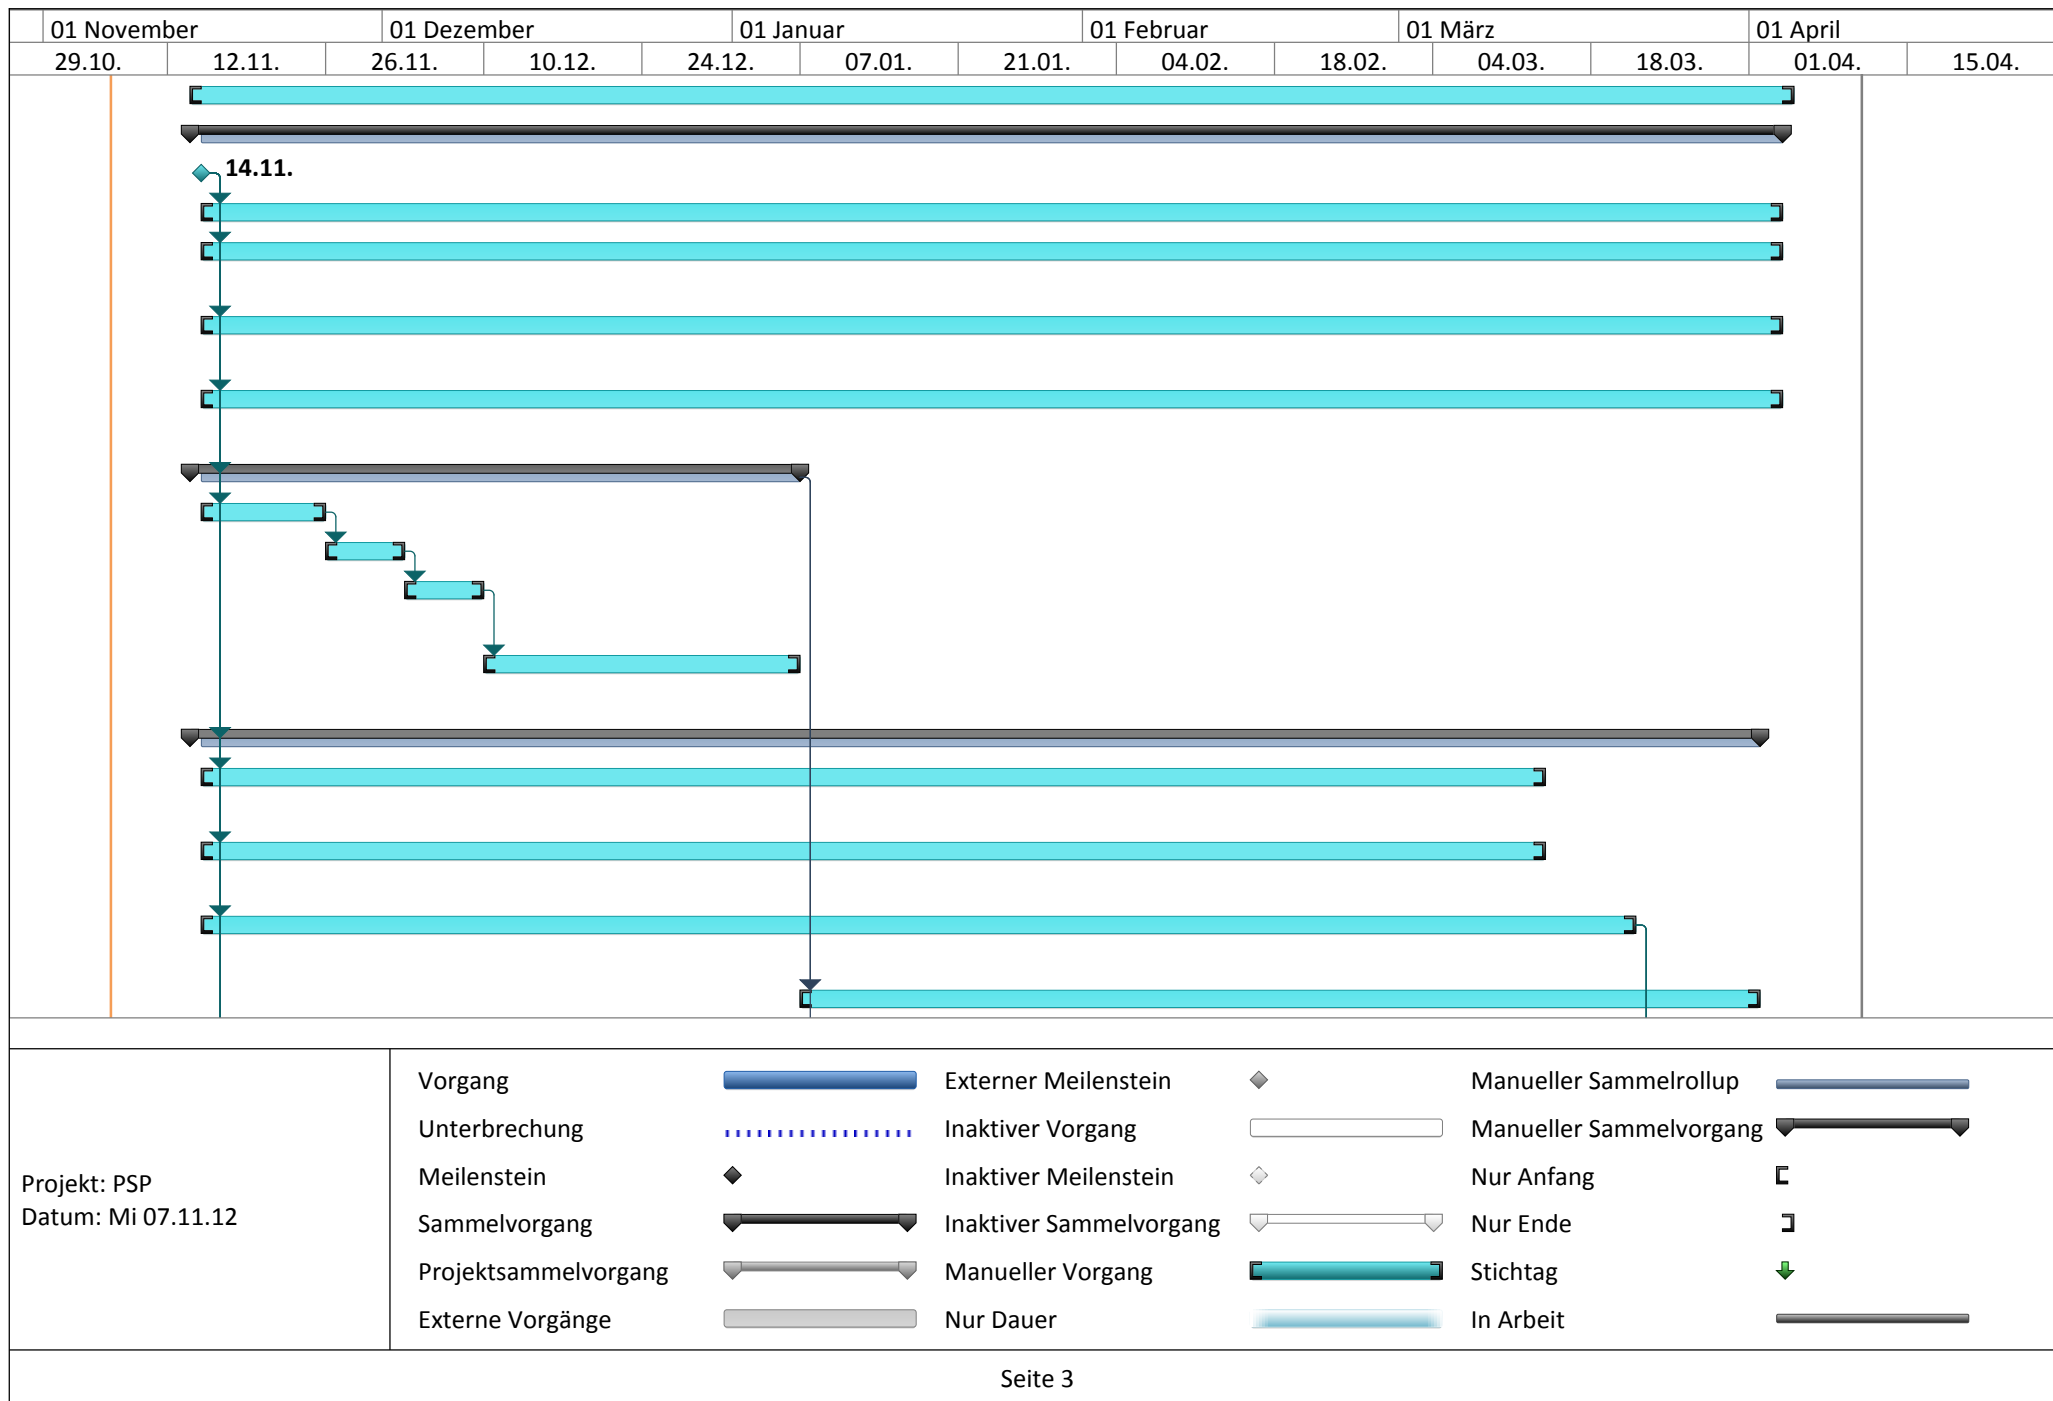 01 November 01 Dezember 01 Januar 01 Februar 01 März 01 April
29.10. 12.11. 26.11. 10.12. 24.12. 07.01. 21.01. 04.02. 18.02. 04.03. 18.03. 01.04. 15.04.
14.11.
Projekt: PSP
Datum: Mi 07.11.12
Vorgang
Unterbrechung
Meilenstein
Sammelvorgang
Projektsammelvorgang
Externe Vorgänge
Externer Meilenstein
Inaktiver Vorgang
Inaktiver Meilenstein
Inaktiver Sammelvorgang
Manueller Vorgang
Nur Dauer
Manueller Sammelrollup
Manueller Sammelvorgang
Nur Anfang
Nur Ende
Stichtag
In Arbeit
Seite 3